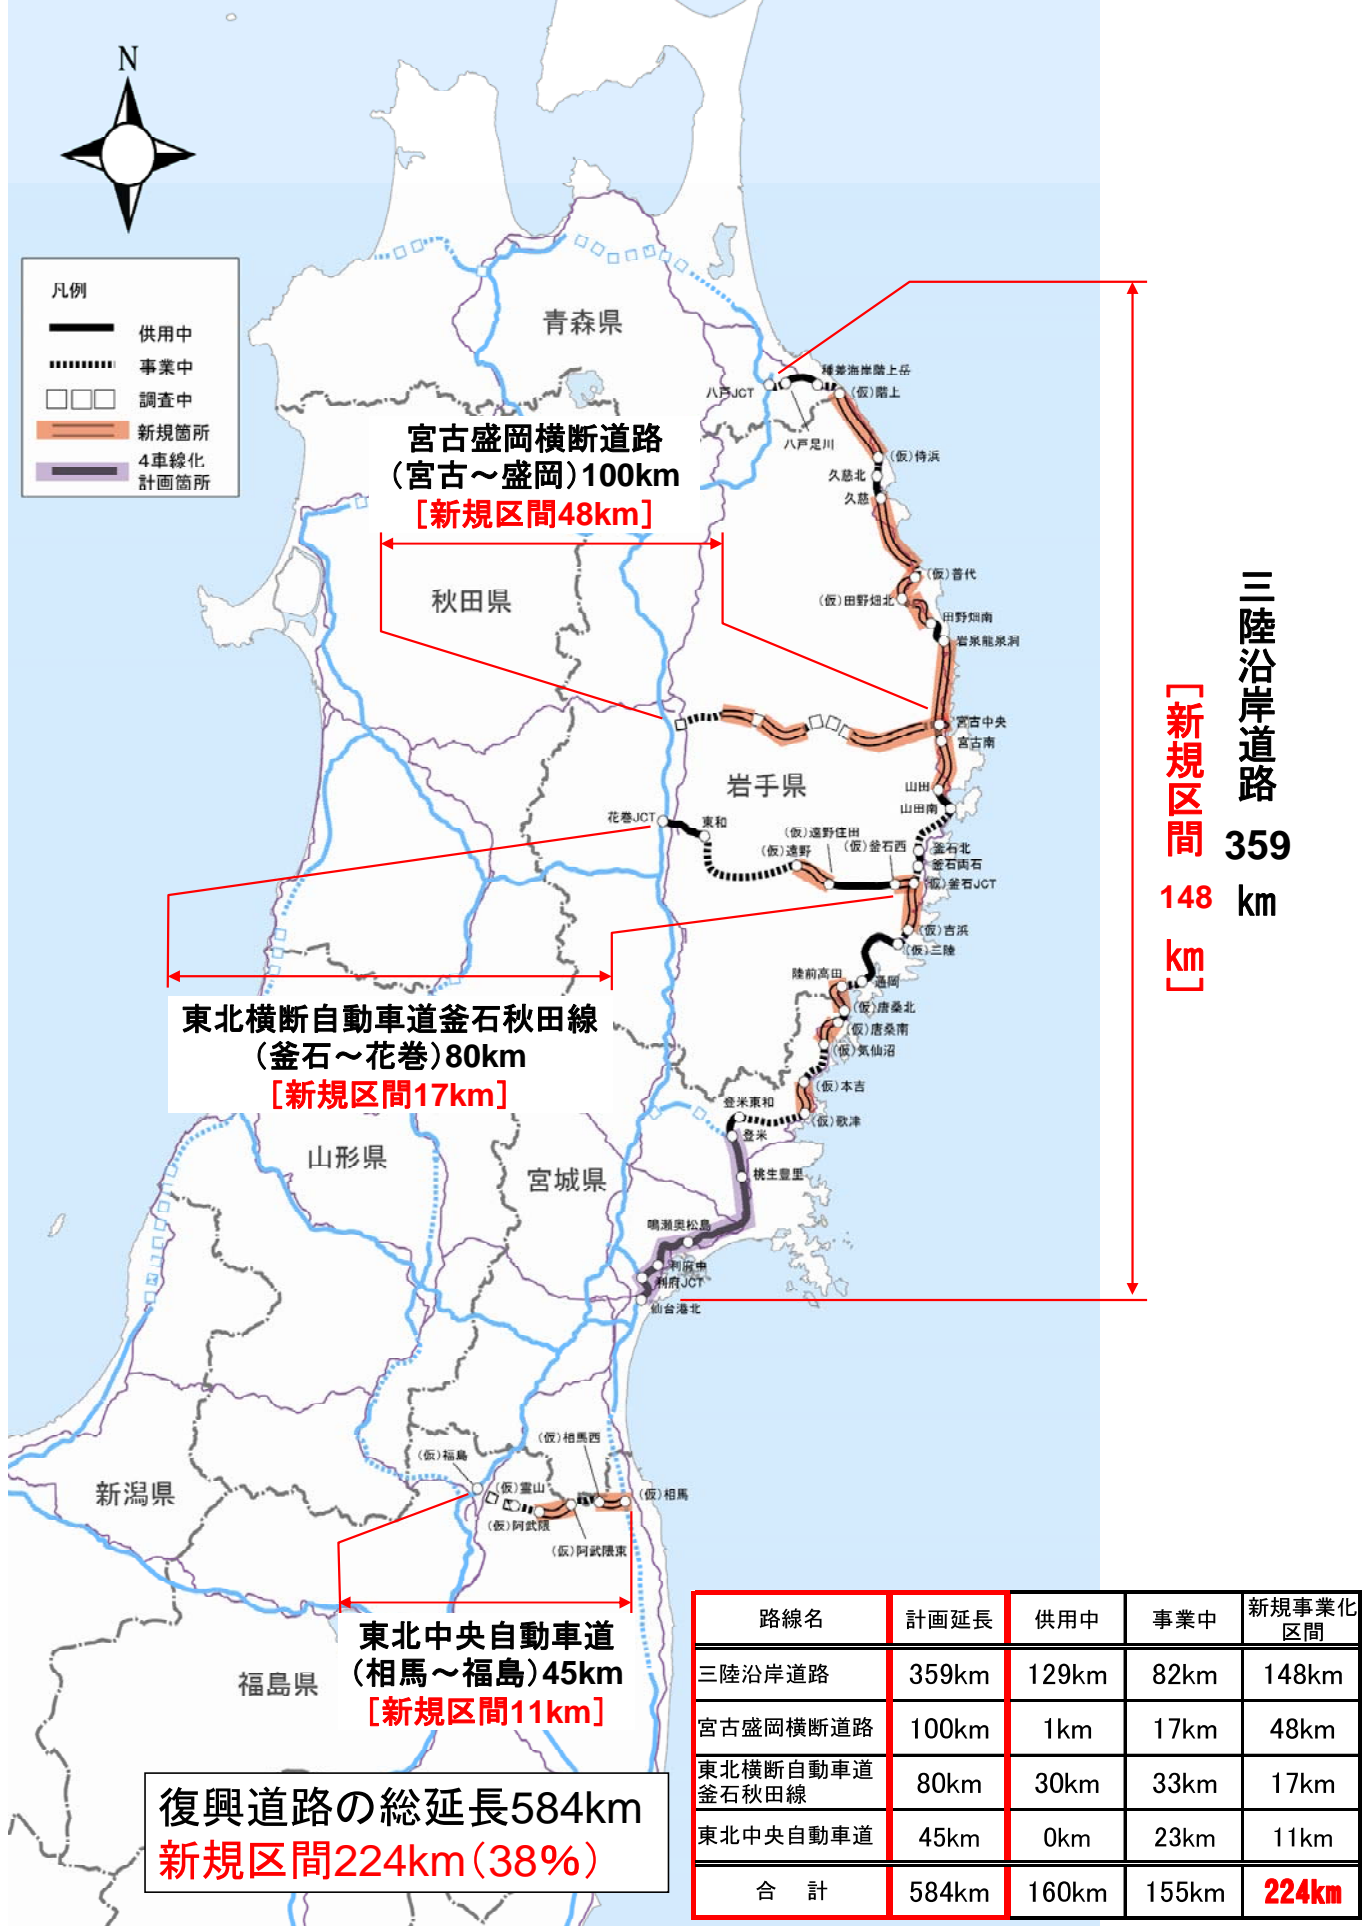 N
凡例
供用中
事業中
調査中
新規箇所
4車線化
計画箇所
青森県
八戸JCT
種差海岸階上岳
(仮)階上
八戸足川
(仮)侍浜
久慈北
久慈
宮古盛岡横断道路
(宮古～盛岡)100km
[新規区間48km]
秋田県
(仮)普代
(仮)田野畑北
田野畑南
岩泉龍泉洞
宮古中央
宮古南
岩手県
山田
山田南
花巻JCT
東和
(仮)遠野住田
(仮)遠野
(仮)釜石西
釜石北
釜石両石
(仮)釜石JCT
(仮)吉浜
(仮)三陸
陸前高田
通岡
(仮)唐桑北
(仮)唐桑南
(仮)気仙沼
(仮)本吉
(仮)歌津
三陸沿岸道路 359km
[新規区間 148km]
東北横断自動車道釜石秋田線
(釜石～花巻)80km
[新規区間17km]
登米東和
登米
桃生豊里
山形県
宮城県
鳴瀬奥松島
利府中
利府JCT
仙台港北
新潟県
(仮)福島
(仮)相馬西
(仮)霊山
(仮)相馬
(仮)阿武隈
(仮)阿武隈東
東北中央自動車道
(相馬～福島)45km
[新規区間11km]
福島県
復興道路の総延長584km
新規区間224km(38%)
路線名 計画延長 供用中 事業中 新規事業化区間
三陸沿岸道路 359km 129km 82km 148km
宮古盛岡横断道路 100km 1km 17km 48km
東北横断自動車道釜石秋田線 80km 30km 33km 17km
東北中央自動車道 45km 0km 23km 11km
合 計 584km 160km 155km 224km